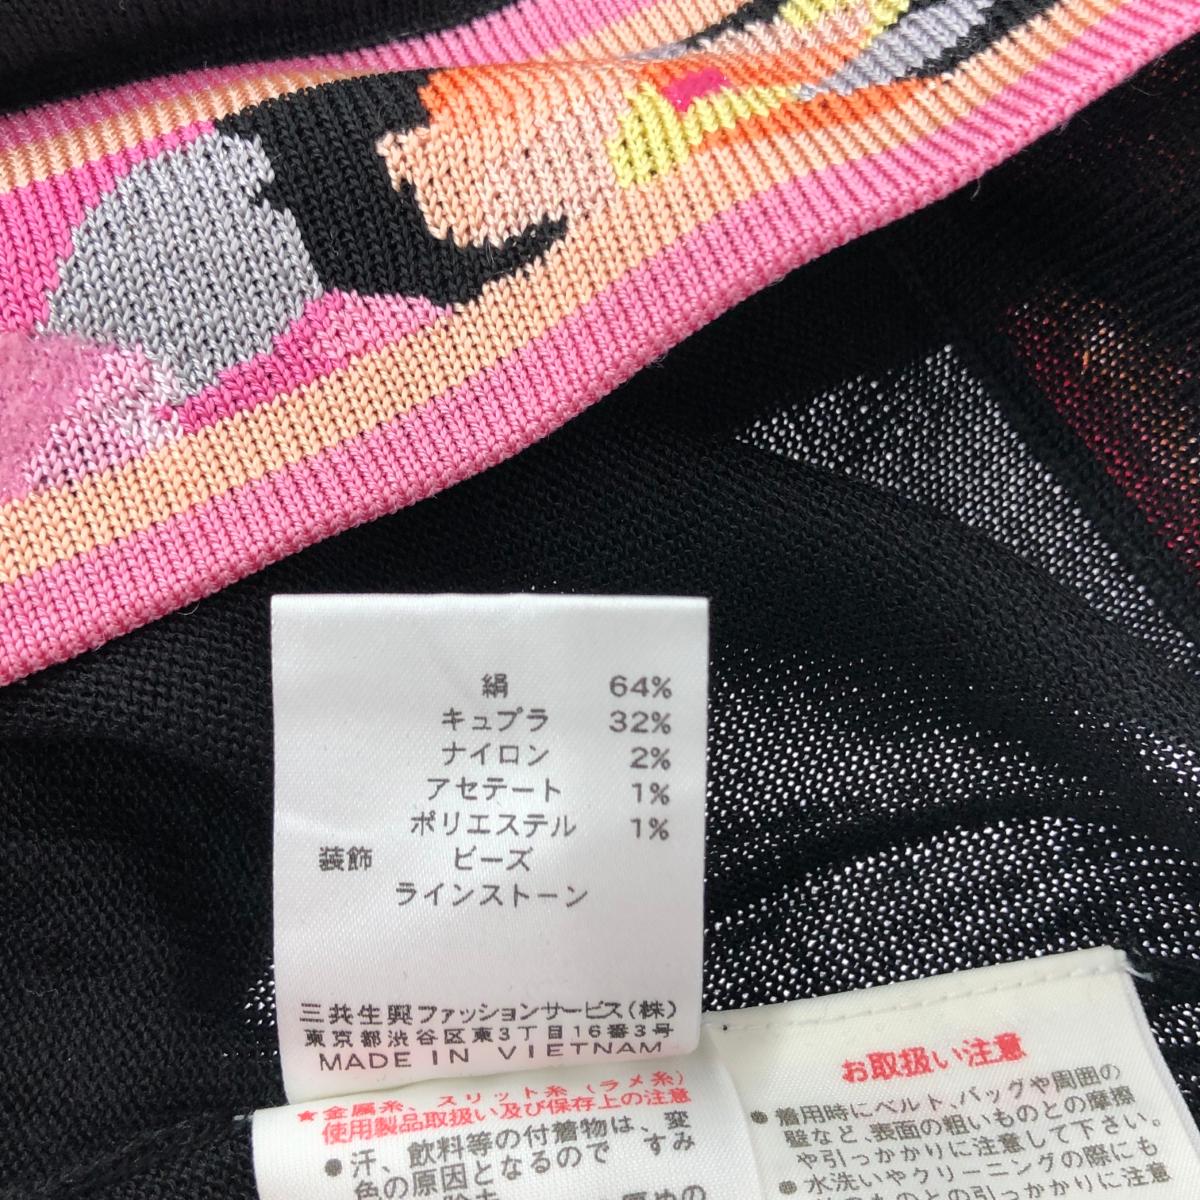 絹 64%
キュプラ 32%
ナイロン 2%
アセテート 1%
ポリエステル 1%
装飾 ビーズ
ラインストーン
三共生興ファッションサービス(株)
東京都渋谷区東3丁目16番3号
MADE IN VIETNAM
★金属糸、スリット糸(ラメ糸)
使用製品取扱い及び保存上の注意
●汗、飲料等の付着物は、変
色の原因となるので すみ
お取扱い注意
●着用時にベルト、バッグや周囲の
壁など、表面の粗いものとの摩擦
や引っかかりに注意して下さい。
●水洗いやクリーニングの際にも